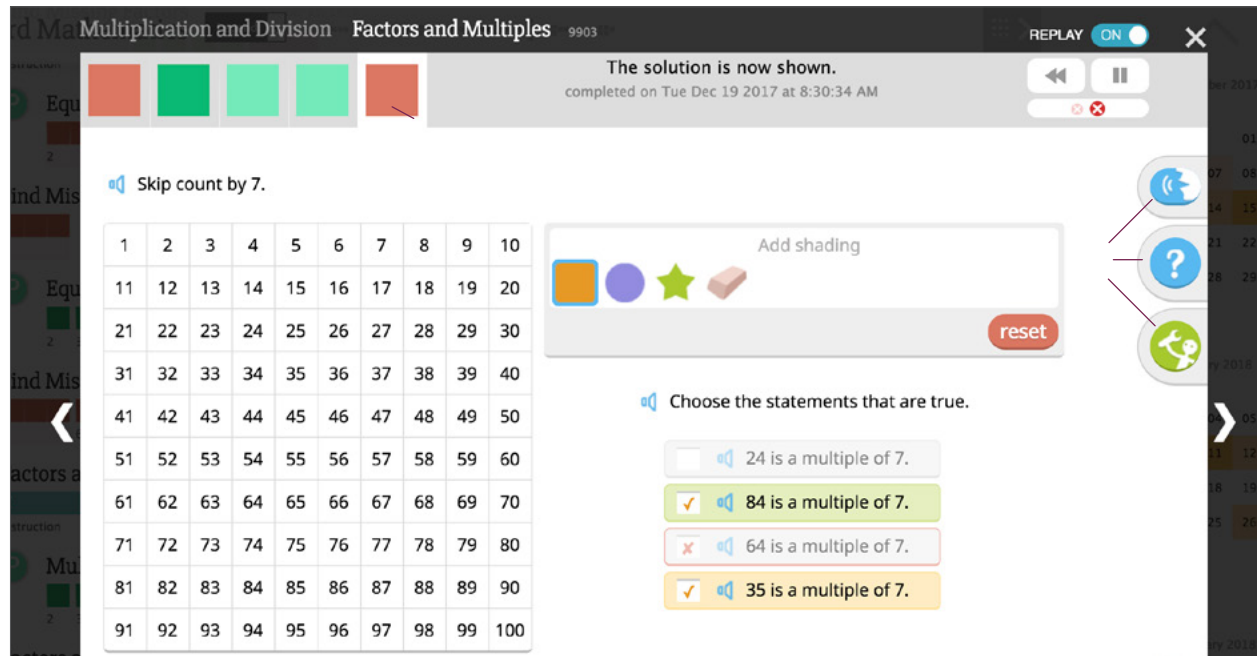 Multiplication and Division Factors and Multiples 9903
REPLAY ON
The solution is now shown.
completed on Tue Dec 19 2017 at 8:30:34 AM
Skip count by 7.
1 2 3 4 5 6 7 8 9 10
11 12 13 14 15 16 17 18 19 20
21 22 23 24 25 26 27 28 29 30
31 32 33 34 35 36 37 38 39 40
41 42 43 44 45 46 47 48 49 50
51 52 53 54 55 56 57 58 59 60
61 62 63 64 65 66 67 68 69 70
71 72 73 74 75 76 77 78 79 80
81 82 83 84 85 86 87 88 89 90
91 92 93 94 95 96 97 98 99 100
Add shading
reset
?
Choose the statements that are true.
24 is a multiple of 7.
84 is a multiple of 7.
64 is a multiple of 7.
35 is a multiple of 7.